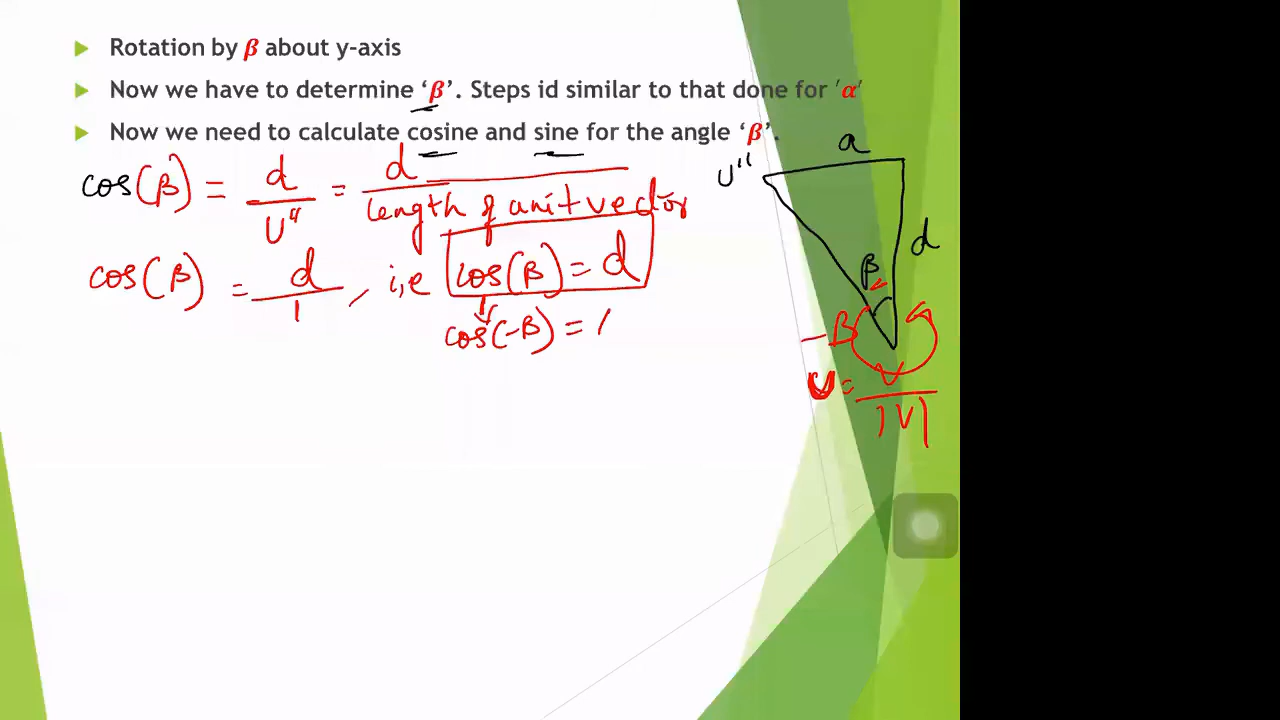 Rotation by β about y-axis
Now we have to determine ‘β’. Steps id similar to that done for ′α′
Now we need to calculate cosine and sine for the angle ‘β’.
cos(β) = d / U'' = d / length of unit vector
cos(β) = d / 1 , i,e cos(β) = d
cos(-β) =
a
U''
d
β
-β
U = V / |V|